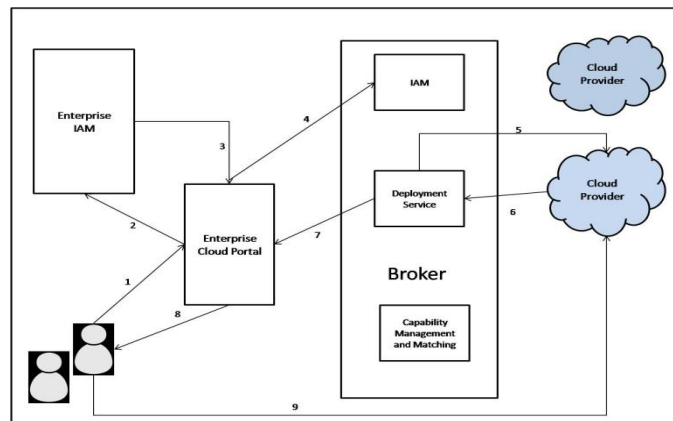 Enterprise
IAM
IAM
Cloud
Provider
4
5
3
Cloud
Provider
Deployment
Service
6
2
Enterprise
Cloud Portal
7
1
Broker
8
Capability
Management
and Matching
9